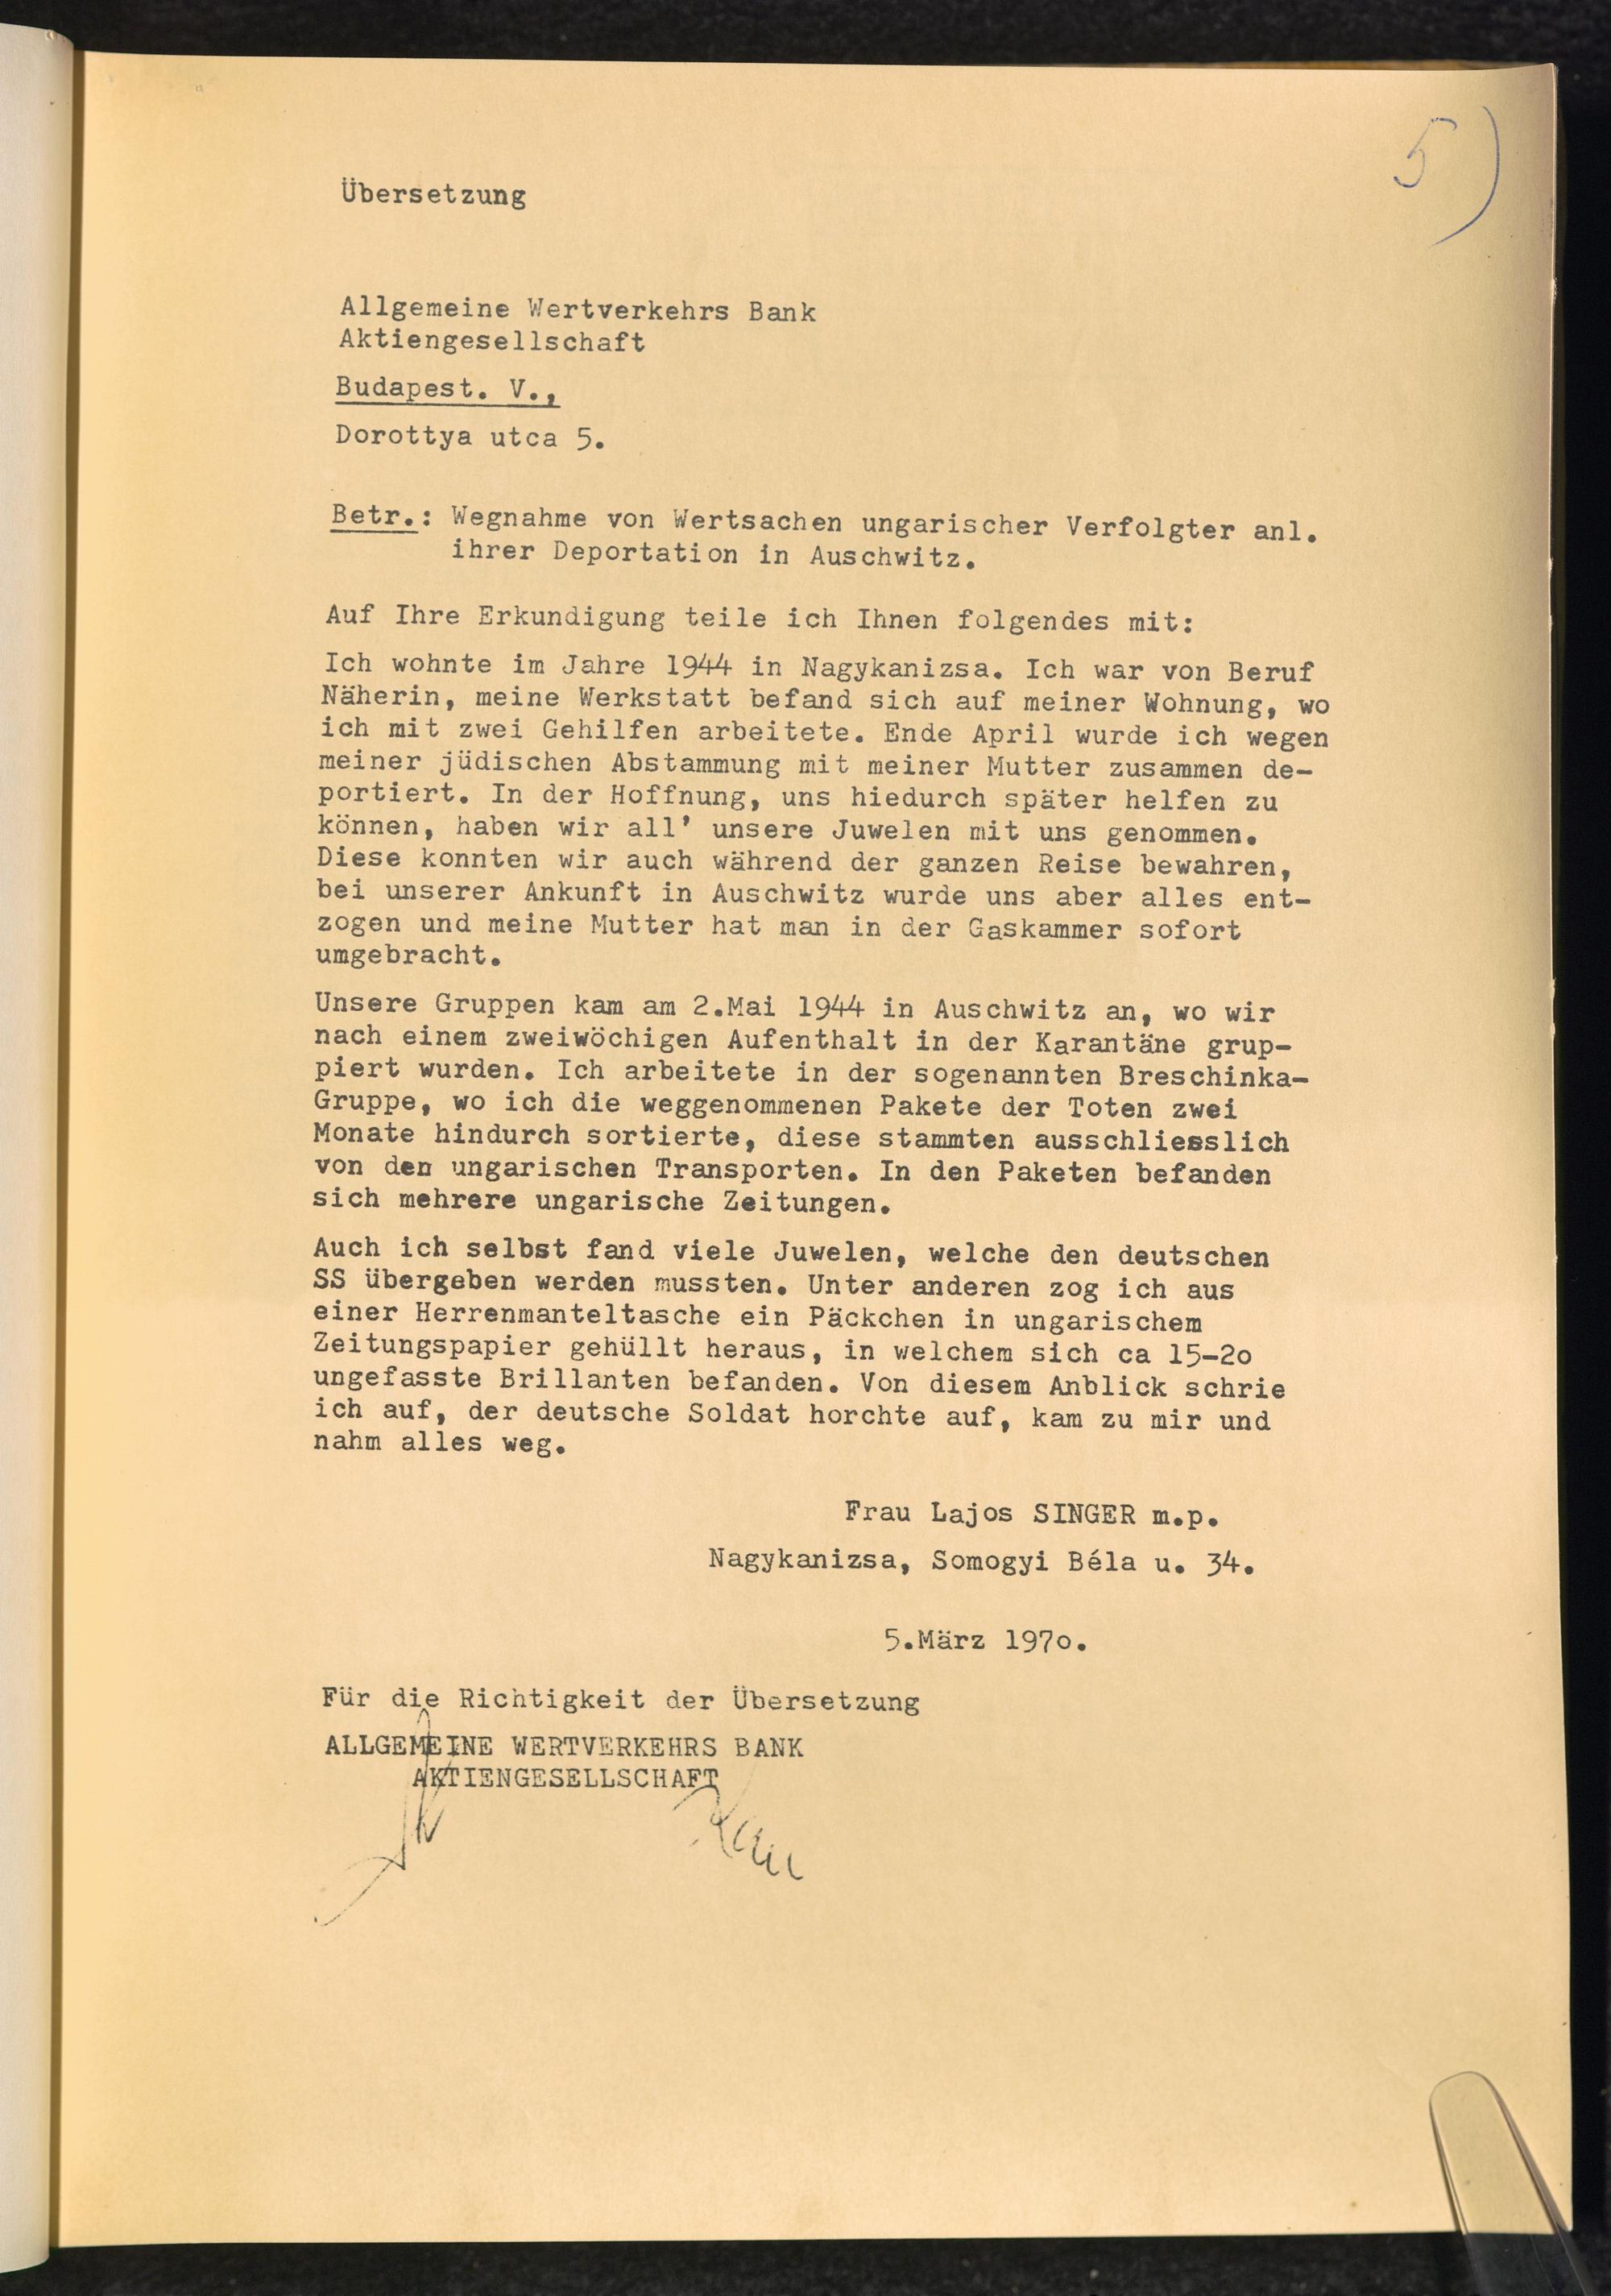 5)
Übersetzung
Allgemeine Wertverkehrs Bank
Aktiengesellschaft
Budapest. V.,
Dorottya utca 5.
Betr.: Wegnahme von Wertsachen ungarischer Verfolgter anl.
ihrer Deportation in Auschwitz.
Auf Ihre Erkundigung teile ich Ihnen folgendes mit:
Ich wohnte im Jahre 1944 in Nagykanizsa. Ich war von Beruf
Näherin, meine Werkstatt befand sich auf meiner Wohnung, wo
ich mit zwei Gehilfen arbeitete. Ende April wurde ich wegen
meiner jüdischen Abstammung mit meiner Mutter zusammen de-
portiert. In der Hoffnung, uns hiedurch später helfen zu
können, haben wir all' unsere Juwelen mit uns genommen.
Diese konnten wir auch während der ganzen Reise bewahren,
bei unserer Ankunft in Auschwitz wurde uns aber alles ent-
zogen und meine Mutter hat man in der Gaskammer sofort
umgebracht.
Unsere Gruppen kam am 2.Mai 1944 in Auschwitz an, wo wir
nach einem zweiwöchigen Aufenthalt in der Karantäne grup-
piert wurden. Ich arbeitete in der sogenannten Breschinka-
Gruppe, wo ich die weggenommenen Pakete der Toten zwei
Monate hindurch sortierte, diese stammten ausschliesslich
von den ungarischen Transporten. In den Paketen befanden
sich mehrere ungarische Zeitungen.
Auch ich selbst fand viele Juwelen, welche den deutschen
SS übergeben werden mussten. Unter anderen zog ich aus
einer Herrenmanteltasche ein Päckchen in ungarischem
Zeitungspapier gehüllt heraus, in welchem sich ca 15-2o
ungefasste Brillanten befanden. Von diesem Anblick schrie
ich auf, der deutsche Soldat horchte auf, kam zu mir und
nahm alles weg.
Frau Lajos SINGER m.p.
Nagykanizsa, Somogyi Béla u. 34.
5.März 197o.
Für die Richtigkeit der Übersetzung
ALLGEMEINE WERTVERKEHRS BANK
AKTIENGESELLSCHAFT